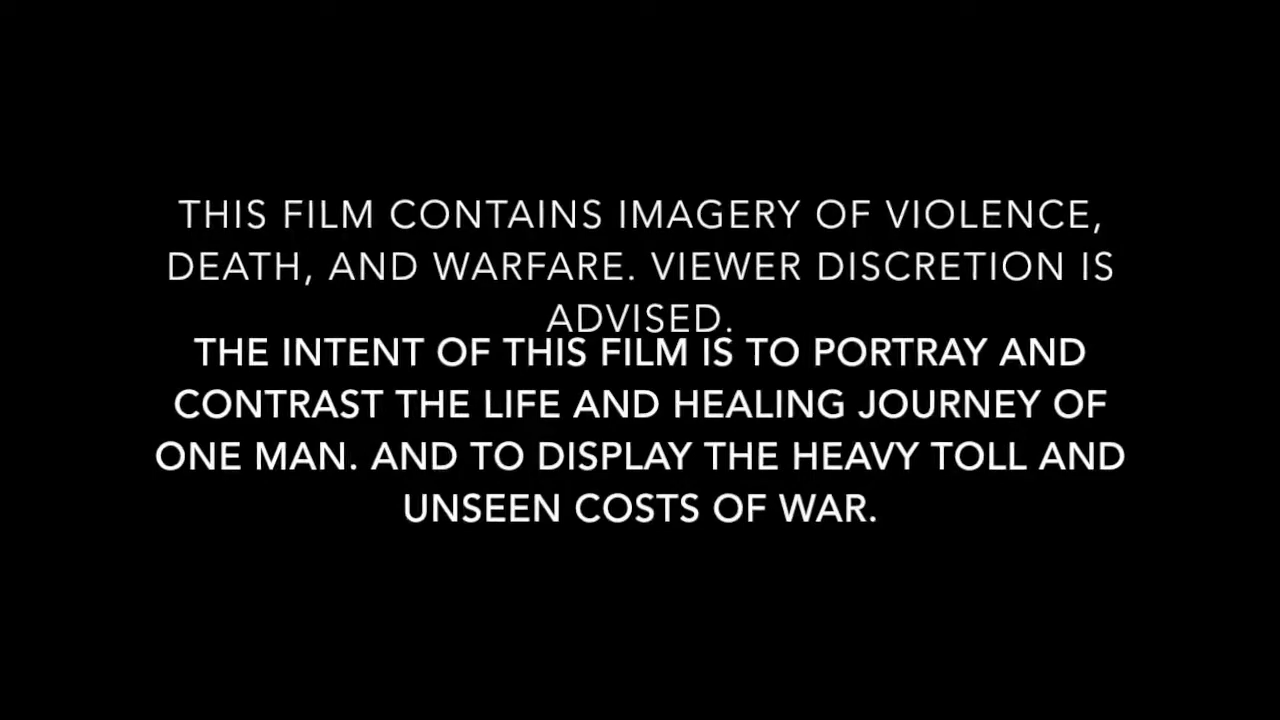 THIS FILM CONTAINS IMAGERY OF VIOLENCE,
DEATH, AND WARFARE. VIEWER DISCRETION IS
ADVISED.
THE INTENT OF THIS FILM IS TO PORTRAY AND
CONTRAST THE LIFE AND HEALING JOURNEY OF
ONE MAN. AND TO DISPLAY THE HEAVY TOLL AND
UNSEEN COSTS OF WAR.